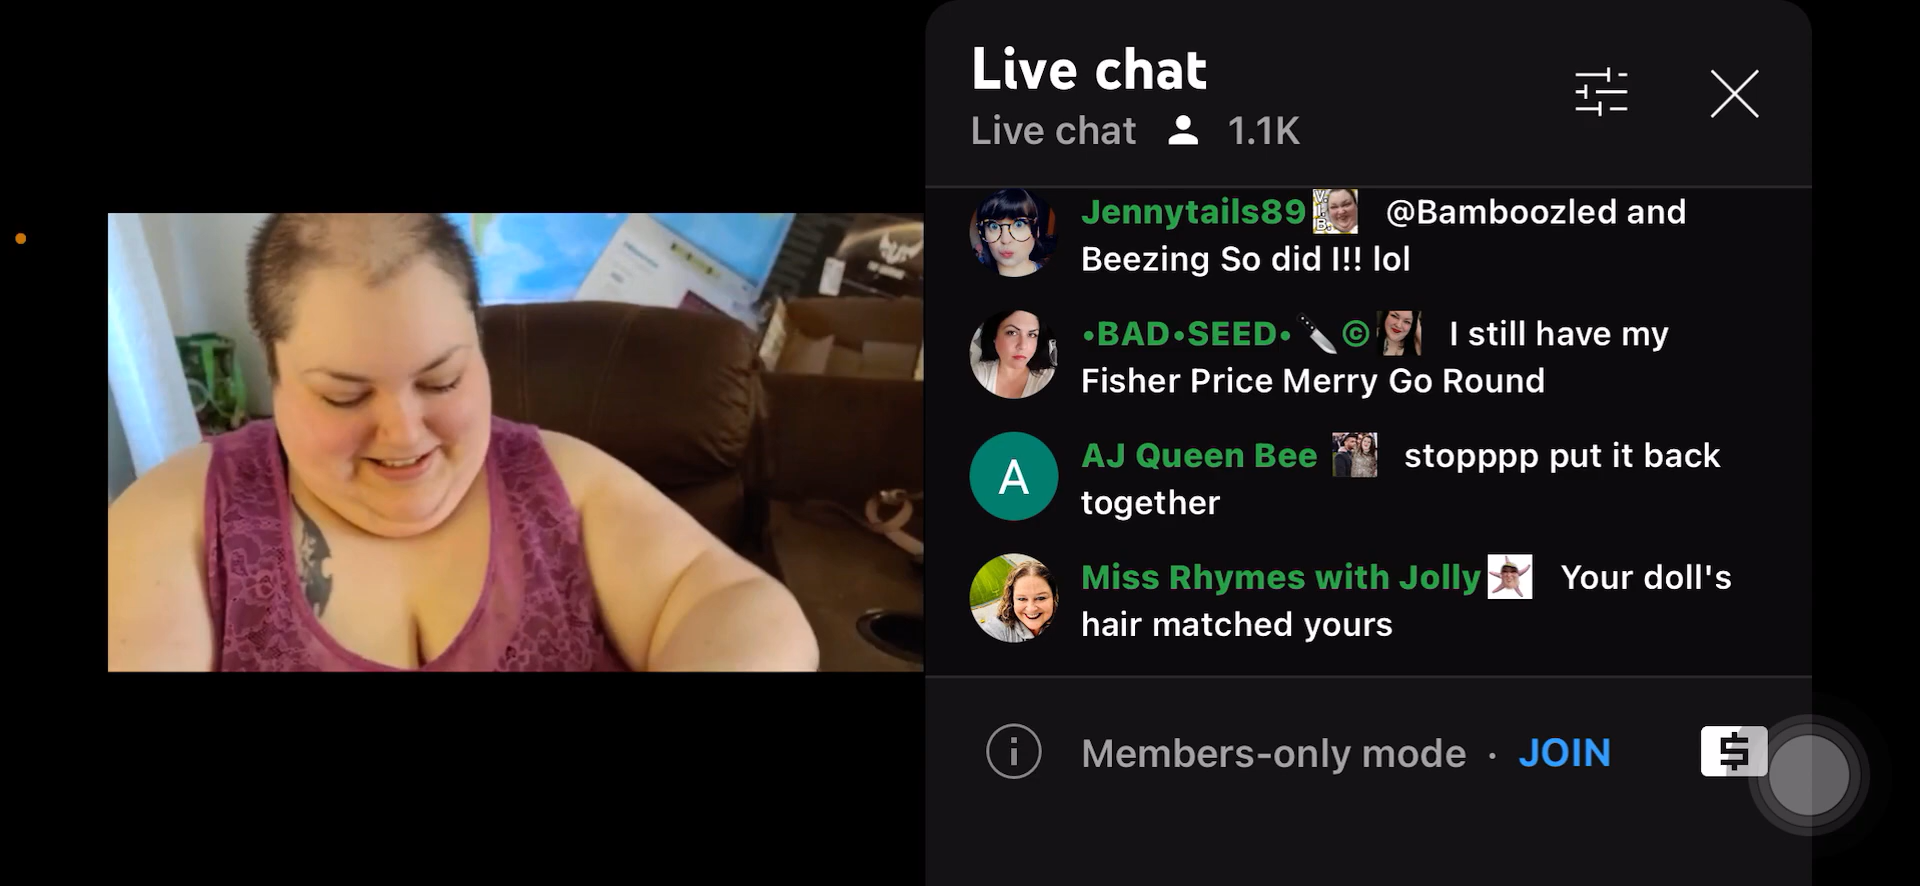 Live chat
Live chat 1.1K
Jennytails89 @Bamboozled and
Beezing So did I!! lol
•BAD•SEED•🔪© I still have my
Fisher Price Merry Go Round
A AJ Queen Bee stopppp put it back
together
Miss Rhymes with Jolly Your doll's
hair matched yours
Members-only mode · JOIN